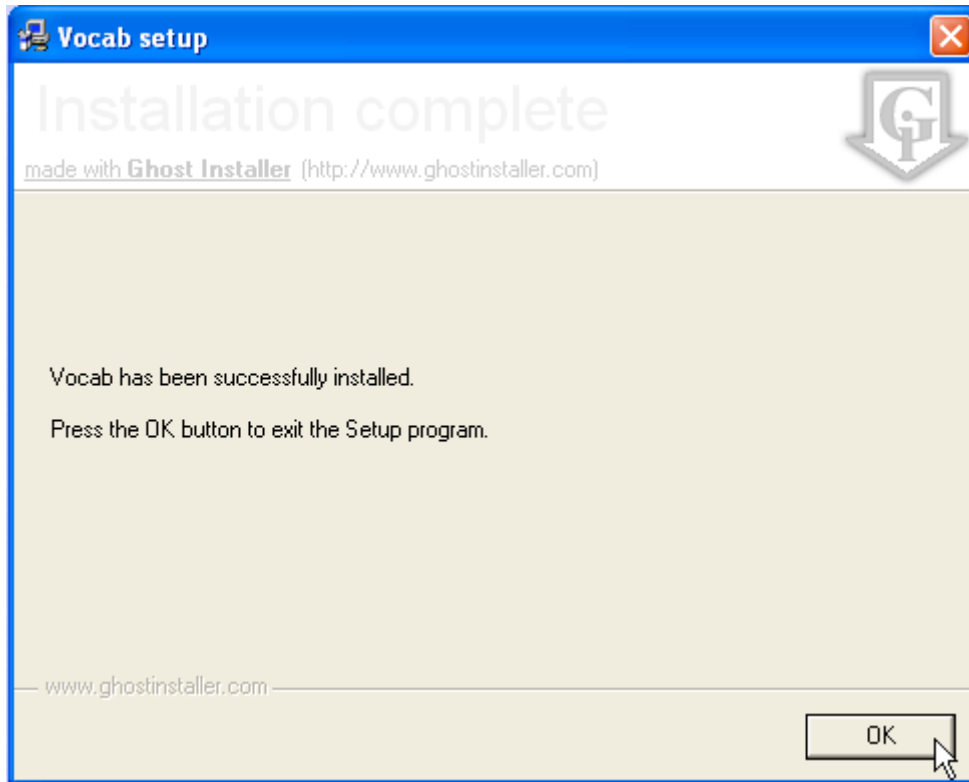 Vocab setup
Installation complete
made with Ghost Installer (http://www.ghostinstaller.com)
GI
Vocab has been successfully installed.
Press the OK button to exit the Setup program.
www.ghostinstaller.com
OK